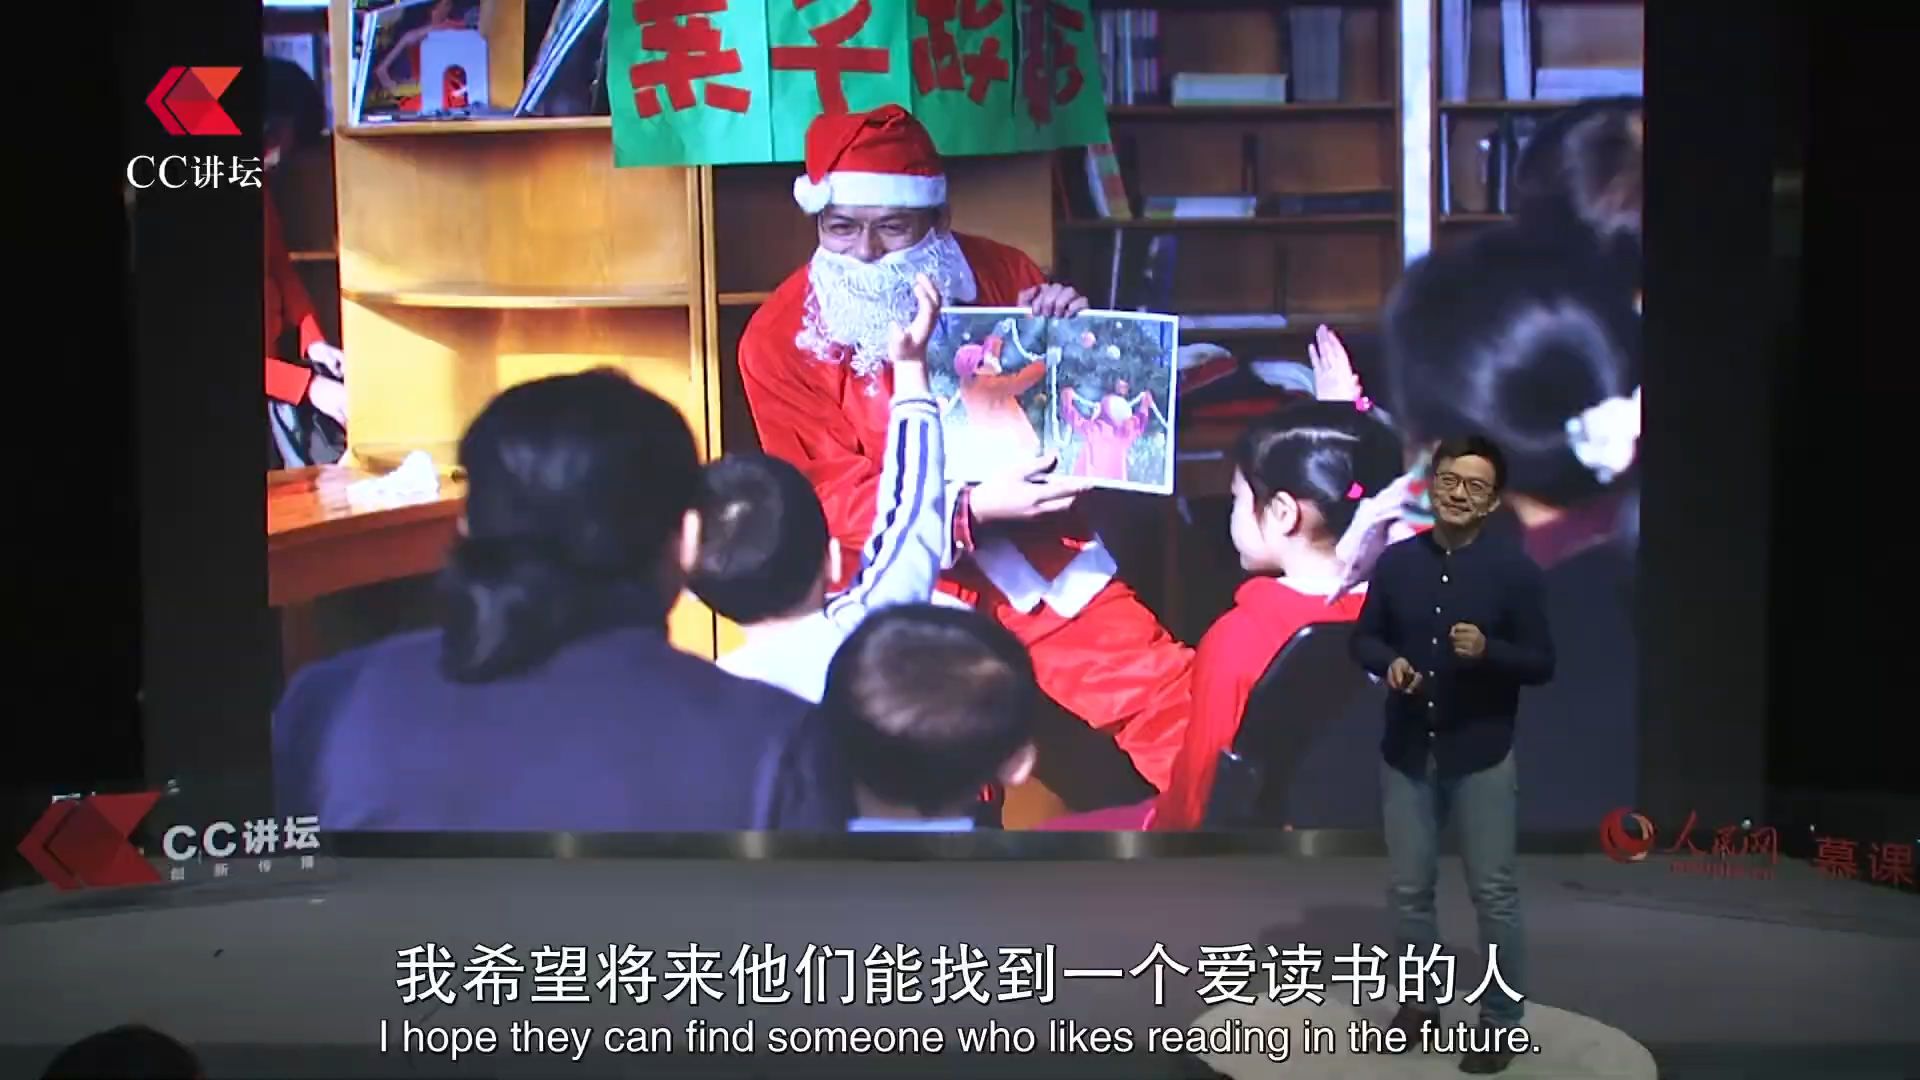 亲子故事
CC讲坛
CC讲坛
创新传播
人民网
people.cn
慕课
我希望将来他们能找到一个爱读书的人
I hope they can find someone who likes reading in the future.